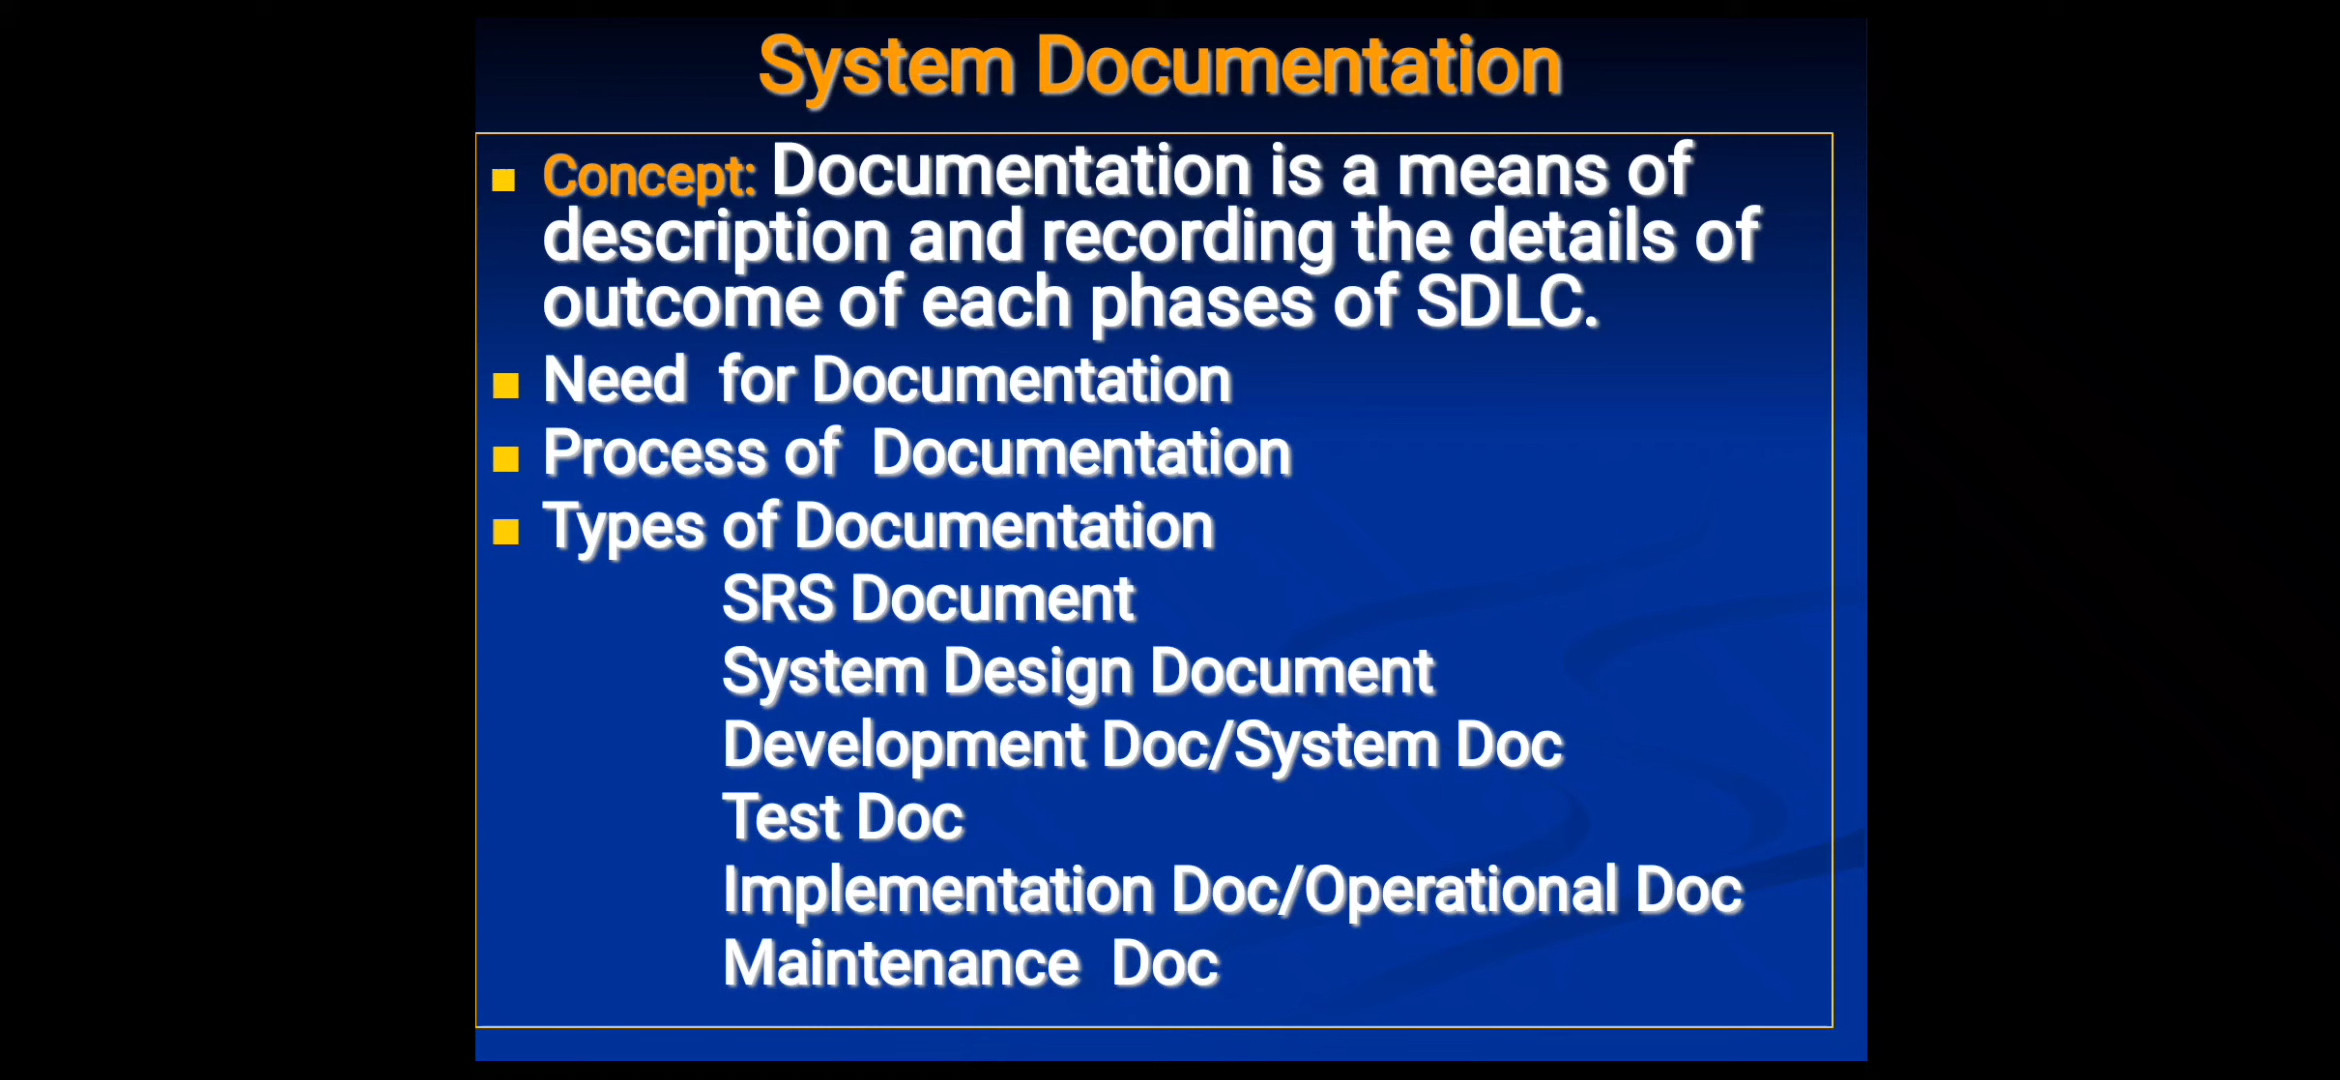 System Documentation
Concept: Documentation is a means of
description and recording the details of
outcome of each phases of SDLC.
Need for Documentation
Process of Documentation
Types of Documentation
SRS Document
System Design Document
Development Doc/System Doc
Test Doc
Implementation Doc/Operational Doc
Maintenance Doc